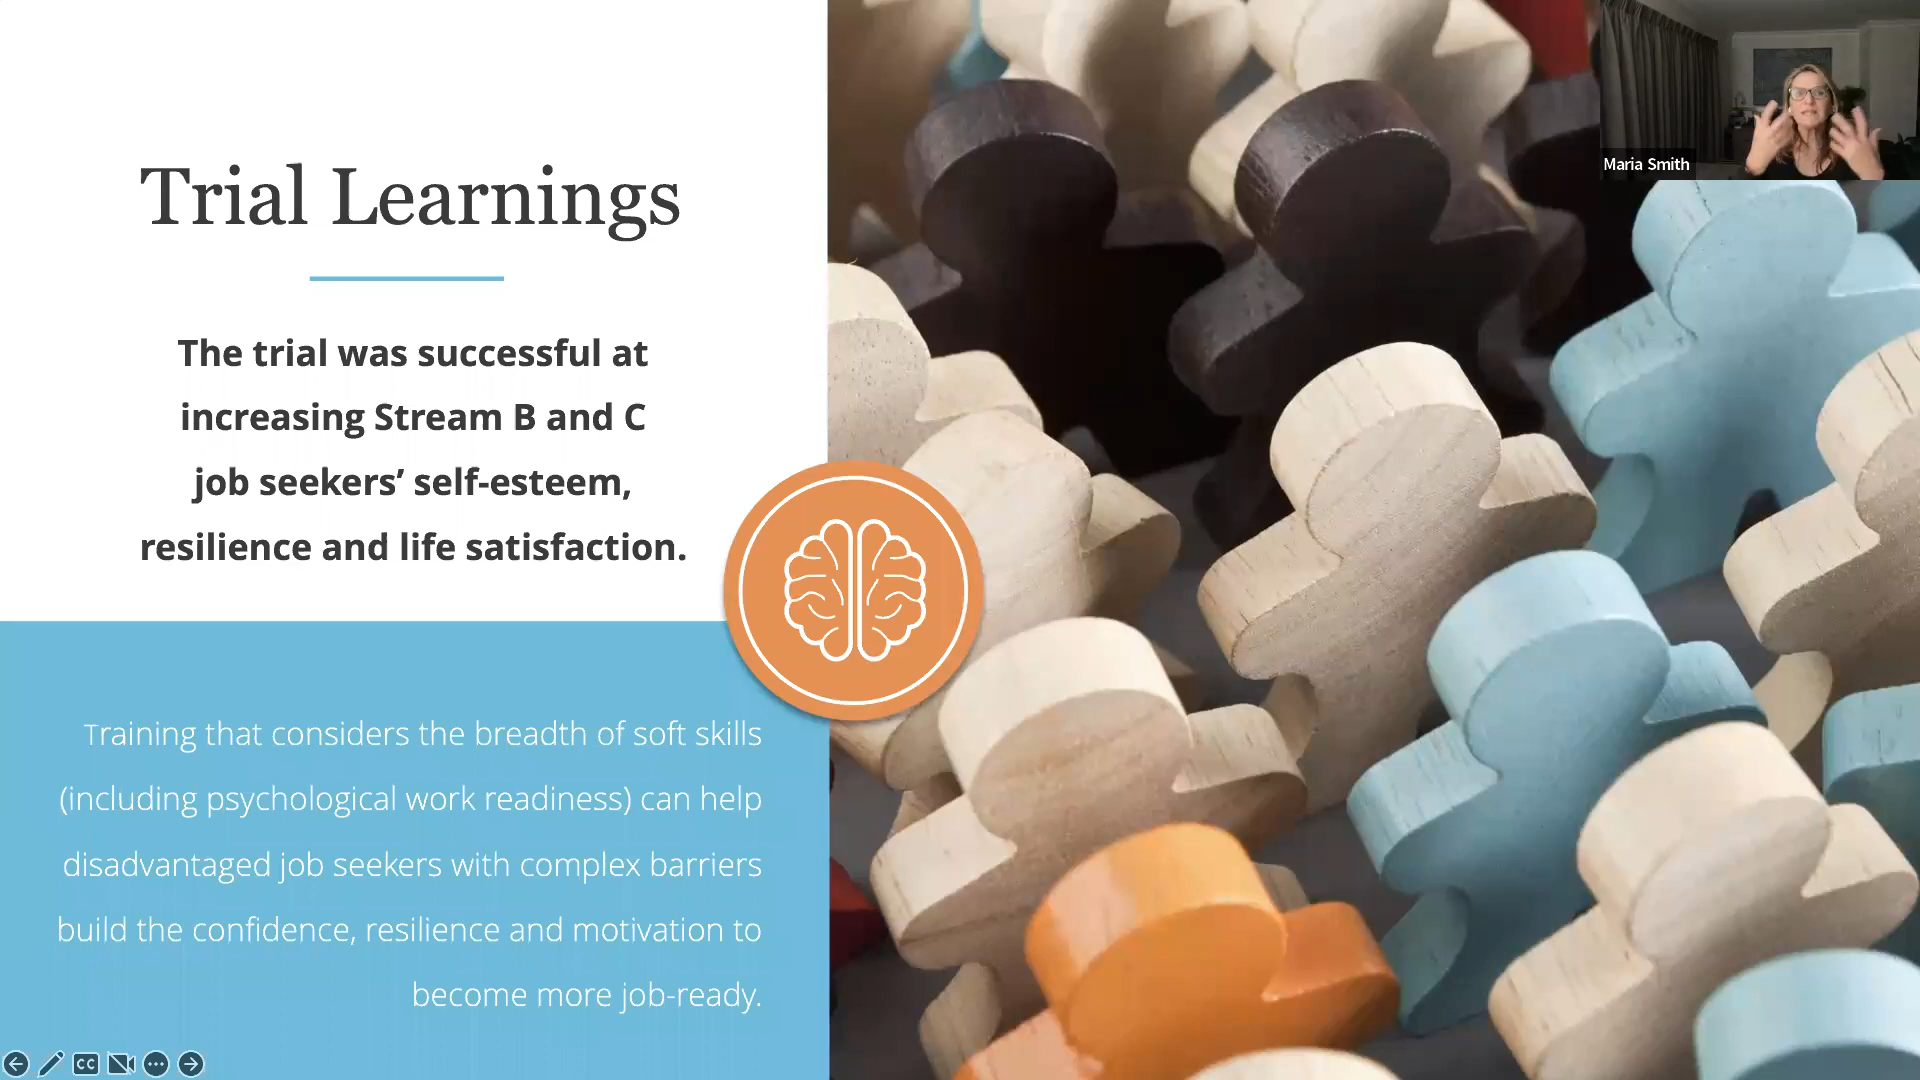 Trial Learnings
The trial was successful at
increasing Stream B and C
job seekers’ self-esteem,
resilience and life satisfaction.
Training that considers the breadth of soft skills
(including psychological work readiness) can help
disadvantaged job seekers with complex barriers
build the confidence, resilience and motivation to
become more job-ready.
Maria Smith
CC